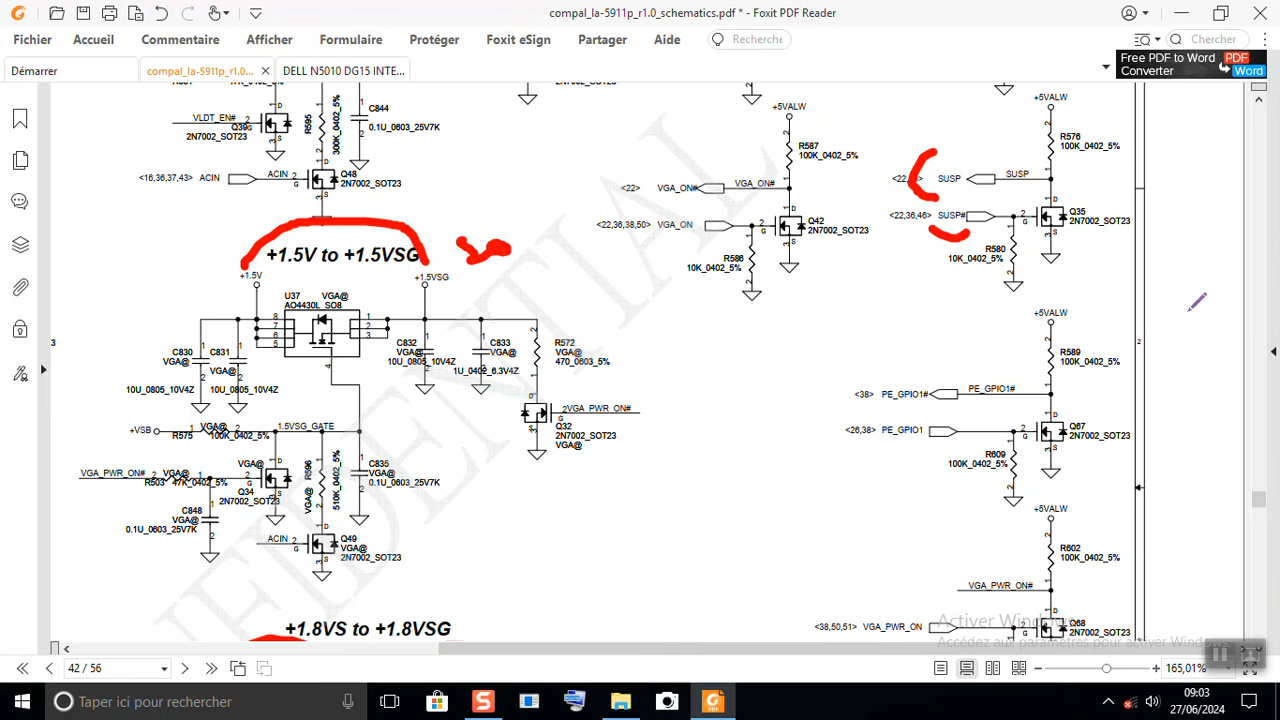 compal_la-5911p_r1.0_schematics.pdf * - Foxit PDF Reader
Fichier Accueil Commentaire Afficher Formulaire Protéger Foxit eSign Partager Aide Recherche Chercher
Free PDF to Word Converter PDF Word
Démarrer compal_la-5911p_r1.0... DELL N5010 DG15 INTE...
VLDT_EN#
Q39
2N7002_SOT23
R595
300K_0402_5%
C844
0.1U_0603_25V7K
<16,36,37,43> ACIN ACIN
Q48
2N7002_SOT23
+5VALW
R587
100K_0402_5%
<22> VGA_ON# VGA_ON#
<22,36,38,50> VGA_ON
Q42
2N7002_SOT23
R586
10K_0402_5%
+5VALW
R576
100K_0402_5%
SUSP SUSP
<22,36,46> SUSP#
Q35
2N7002_SOT23
R580
10K_0402_5%
+1.5V to +1.5VSG
+1.5V +1.5VSG
U37 VGA@
AO4430L_SO8
C830
VGA@
10U_0805_10V4Z
C831
VGA@
10U_0805_10V4Z
C832
VGA@
10U_0805_10V4Z
C833
VGA@
1U_0402_6.3V4Z
R572
VGA@
470_0603_5%
VGA_PWR_ON#
Q32
2N7002_SOT23
VGA@
+VSB
VGA@
R575 100K_0402_5%
1.5VSG_GATE
VGA_PWR_ON# VGA@
R503 47K_0402_5%
VGA@
Q34
2N7002_SOT23
R596
VGA@ 510K_0402_5%
C835
VGA@
0.1U_0603_25V7K
C848
VGA@
0.1U_0603_25V7K
ACIN
Q49
VGA@
2N7002_SOT23
+5VALW
R589
100K_0402_5%
<38> PE_GPIO1# PE_GPIO1#
<26,38> PE_GPIO1
Q67
2N7002_SOT23
R609
100K_0402_5%
+5VALW
R602
100K_0402_5%
VGA_PWR_ON#
<38,50,51> VGA_PWR_ON
Q68
2N7002_SOT23
+1.8VS to +1.8VSG
3
2
Activer Windows
Accédez aux paramètres pour activer Windows.
42 / 56
165,01%
Taper ici pour rechercher
09:03
27/06/2024